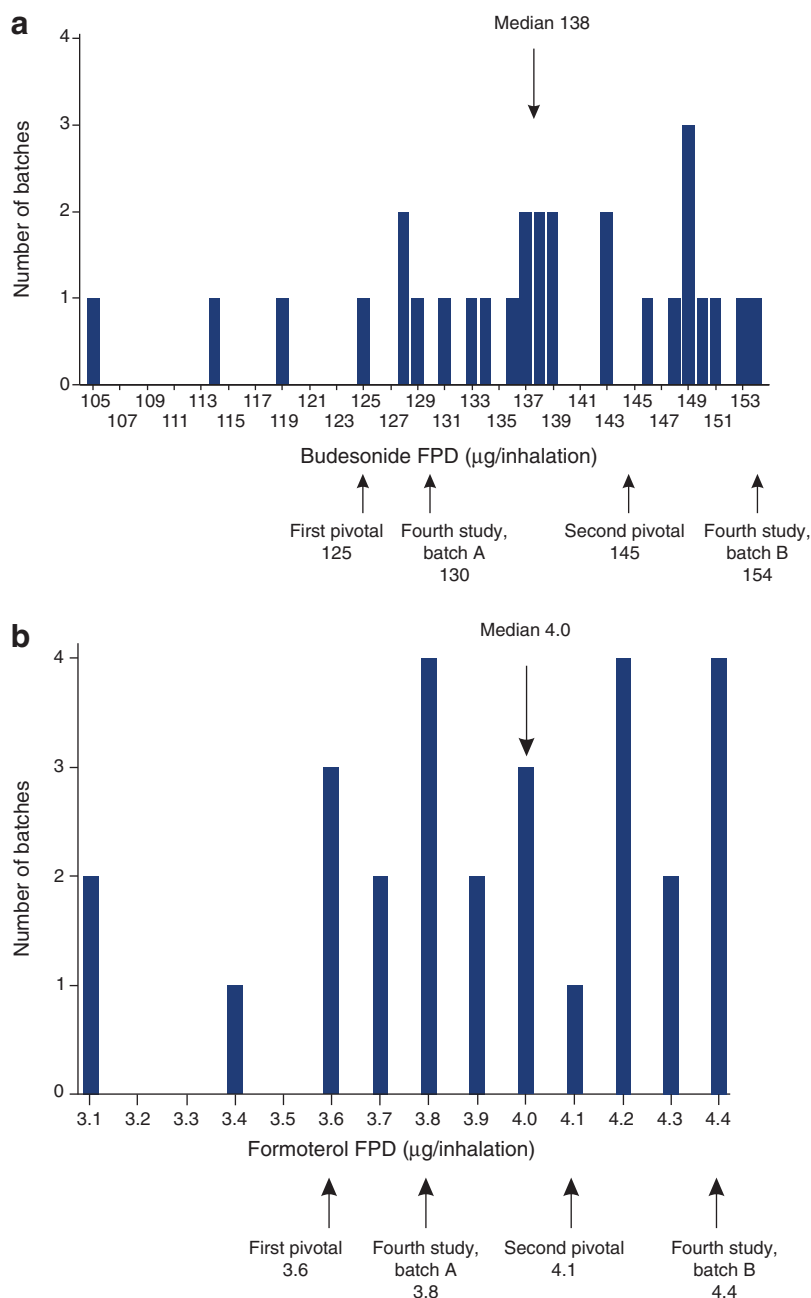 a
Median 138
4
3
2
1
0
Number of batches
105 109 113 117 121 125 129 133 137 141 145 149 153
107 111 115 119 123 127 131 135 139 143 147 151
Budesonide FPD (μg/inhalation)
First pivotal
125
Fourth study,
batch A
130
Second pivotal
145
Fourth study,
batch B
154
b
Median 4.0
4
3
2
1
0
Number of batches
3.1 3.2 3.3 3.4 3.5 3.6 3.7 3.8 3.9 4.0 4.1 4.2 4.3 4.4
Formoterol FPD (μg/inhalation)
First pivotal
3.6
Fourth study,
batch A
3.8
Second pivotal
4.1
Fourth study,
batch B
4.4